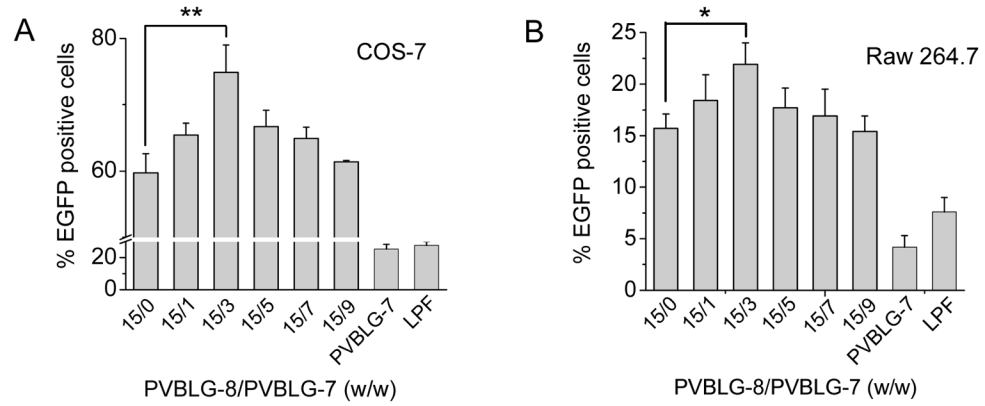 A
**
COS-7
% EGFP positive cells
80
60
20
0
15/0
15/1
15/3
15/5
15/7
15/9
PVBLG-7
LPF
PVBLG-8/PVBLG-7 (w/w)
B
*
Raw 264.7
% EGFP positive cells
25
20
15
10
5
0
15/0
15/1
15/3
15/5
15/7
15/9
PVBLG-7
LPF
PVBLG-8/PVBLG-7 (w/w)